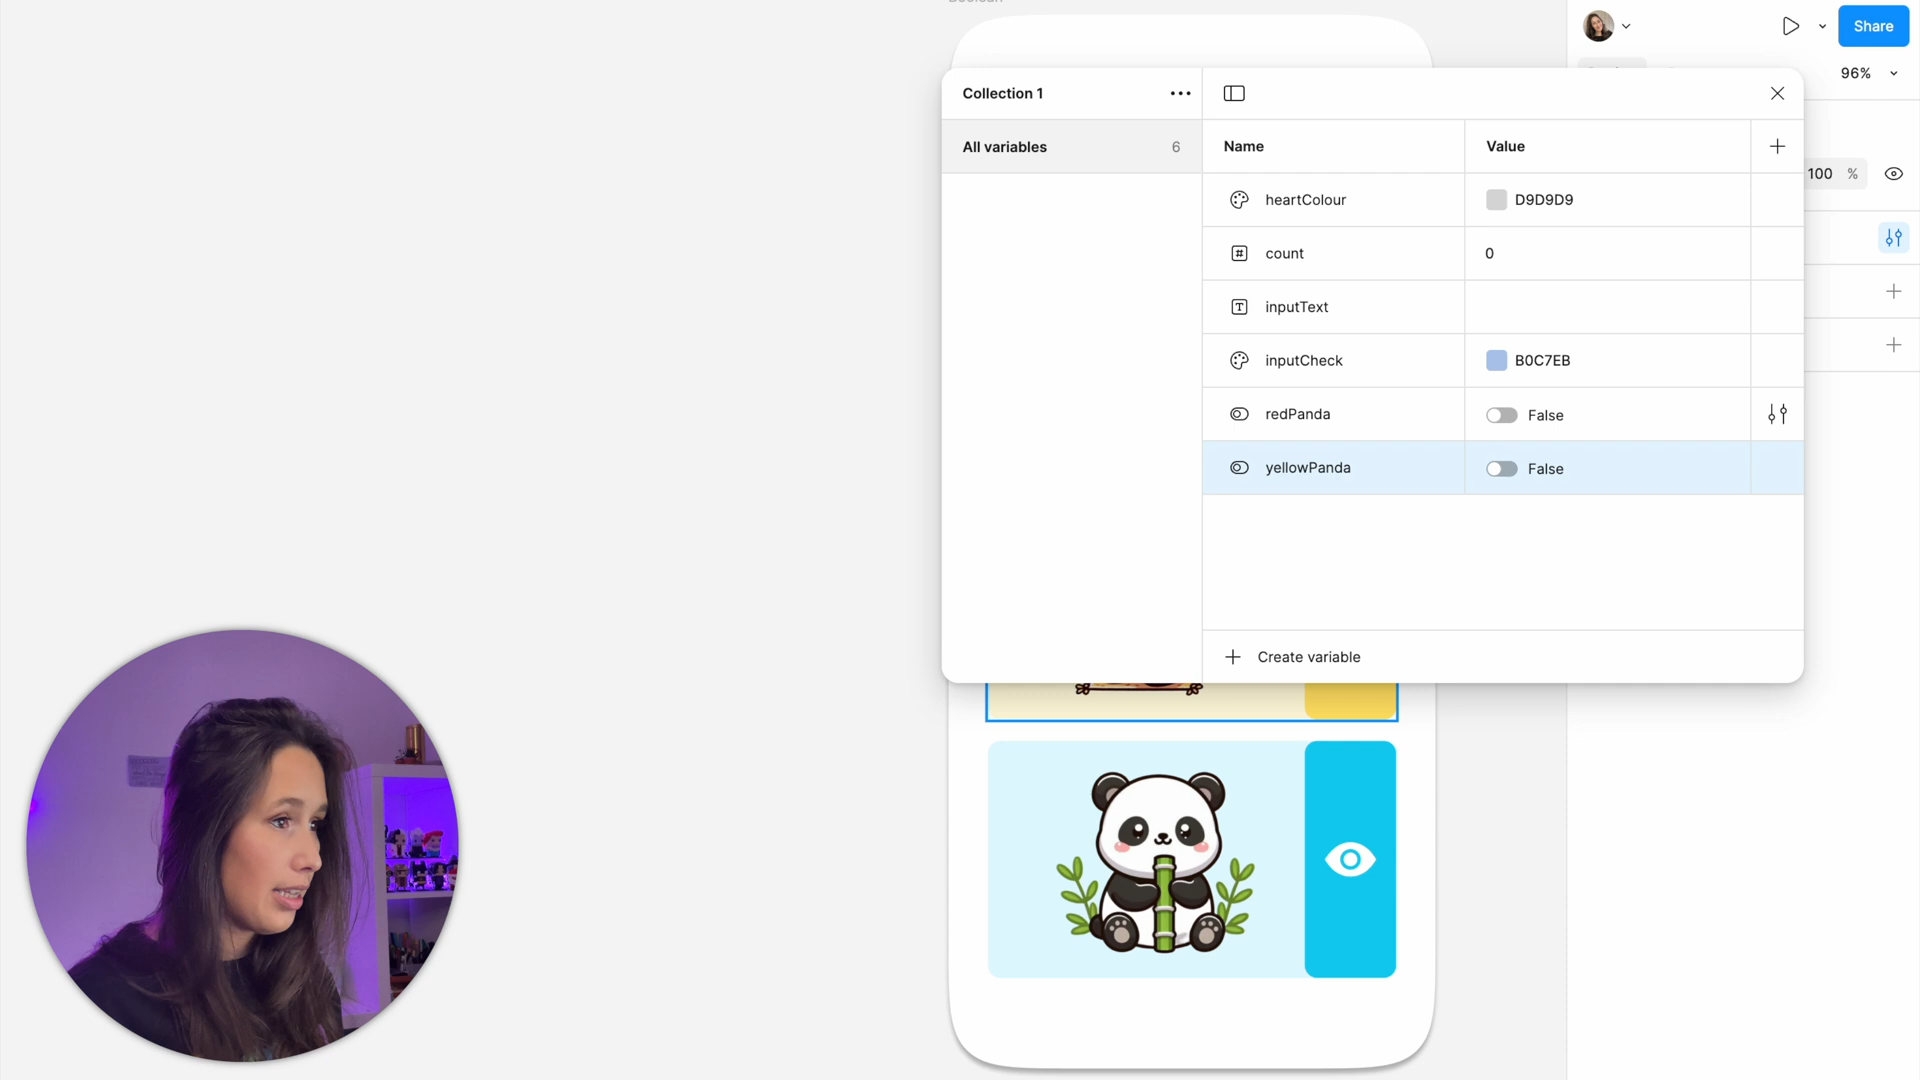 Share
96%
Collection 1
All variables 6
Name Value
heartColour D9D9D9
100 %
count 0
inputText
inputCheck B0C7EB
redPanda False
yellowPanda False
Create variable